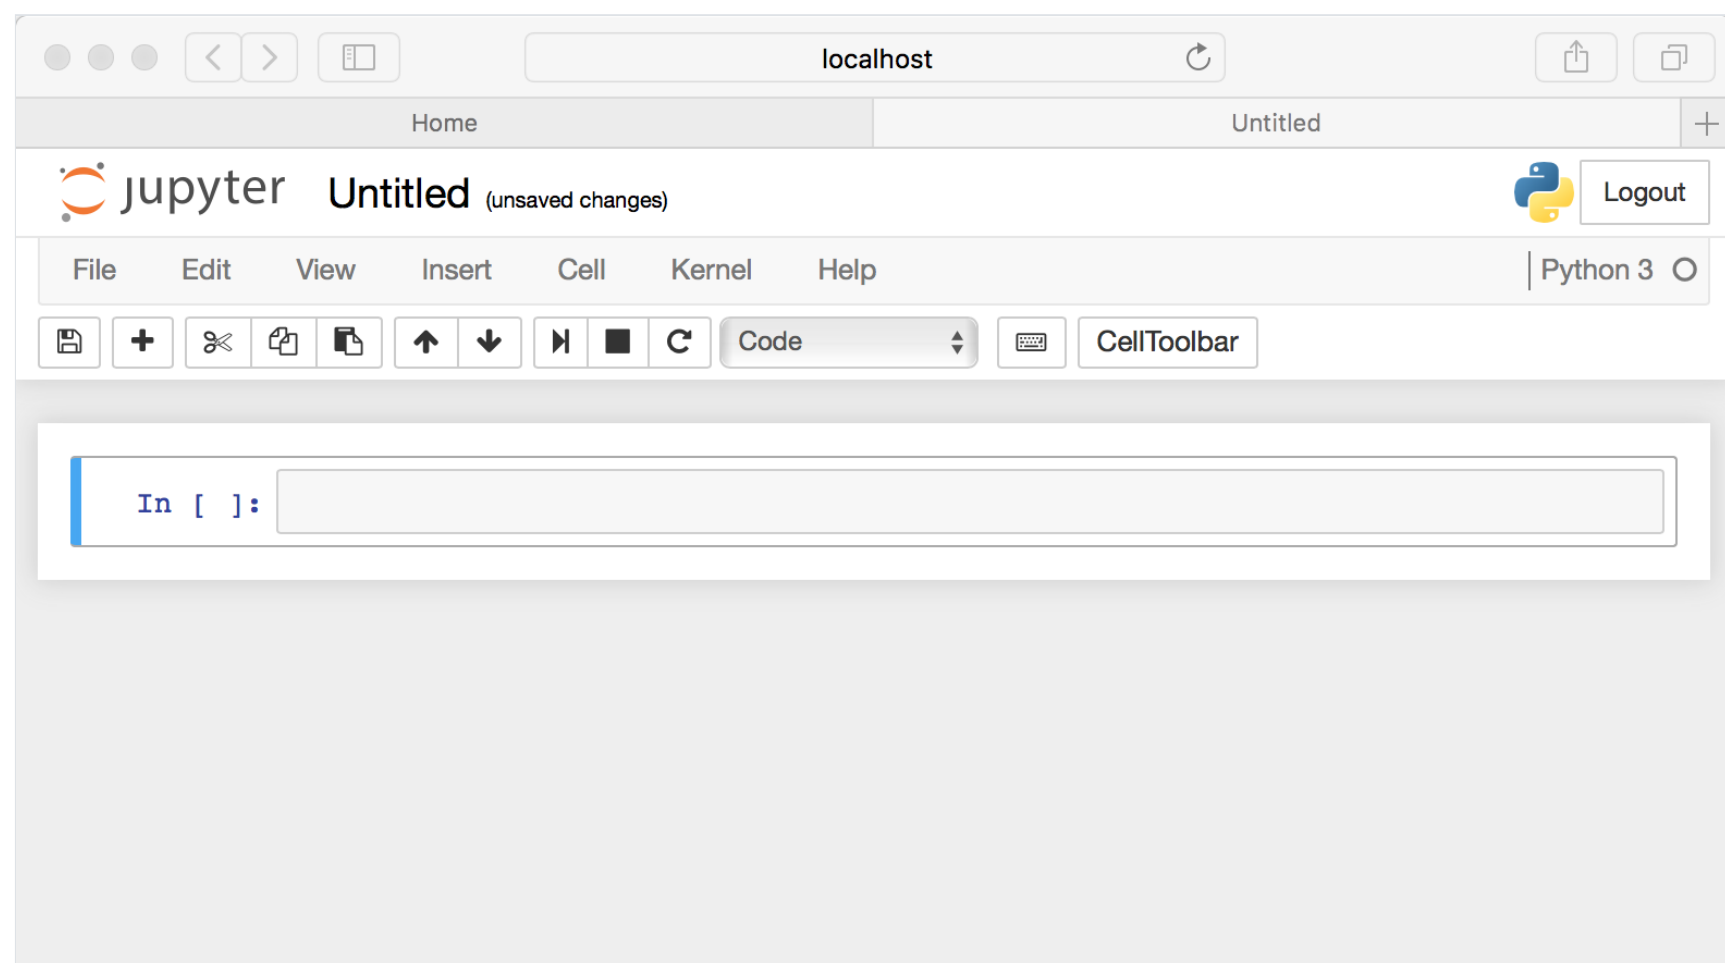 localhost
Home Untitled
jupyter Untitled (unsaved changes) Logout
File Edit View Insert Cell Kernel Help Python 3
Code CellToolbar
In [ ]: